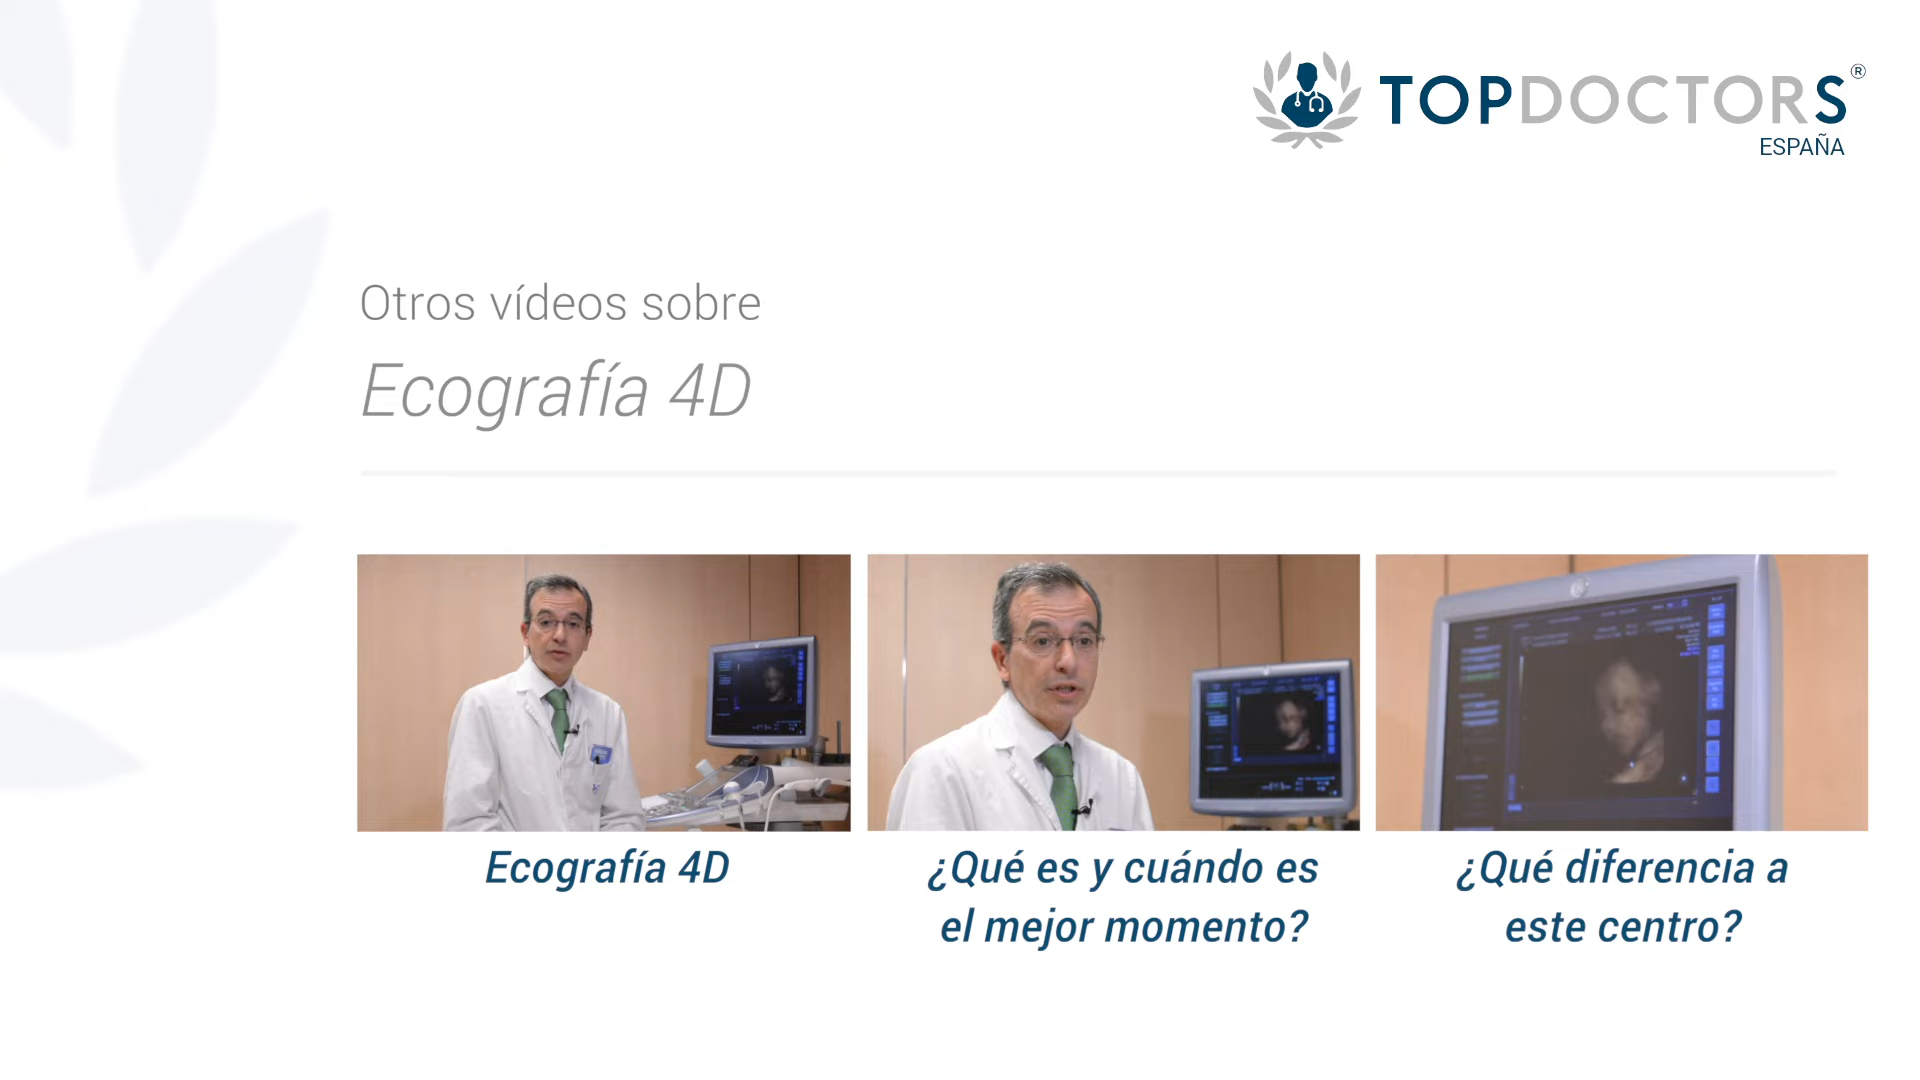 TOPDOCTORS®
ESPAÑA
Otros vídeos sobre
Ecografía 4D
Ecografía 4D
¿Qué es y cuándo es
el mejor momento?
¿Qué diferencia a
este centro?